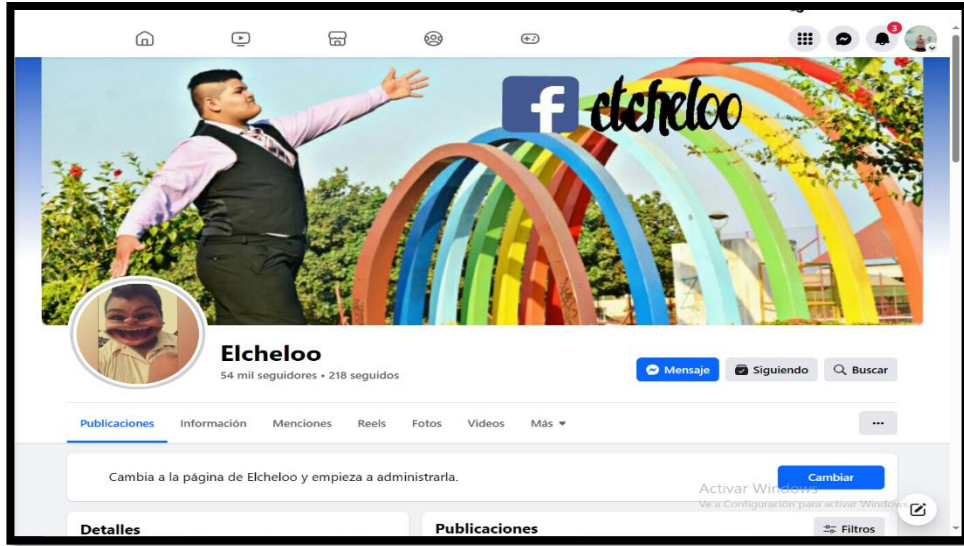 3
f elcheloo
Elcheloo
54 mil seguidores • 218 seguidos
Mensaje Siguiendo Buscar
Publicaciones Información Menciones Reels Fotos Videos Más
Cambia a la página de Elcheloo y empieza a administrarla.
Cambiar
Activar Windows
Ve a Configuración para activar Windows.
Detalles
Publicaciones
Filtros